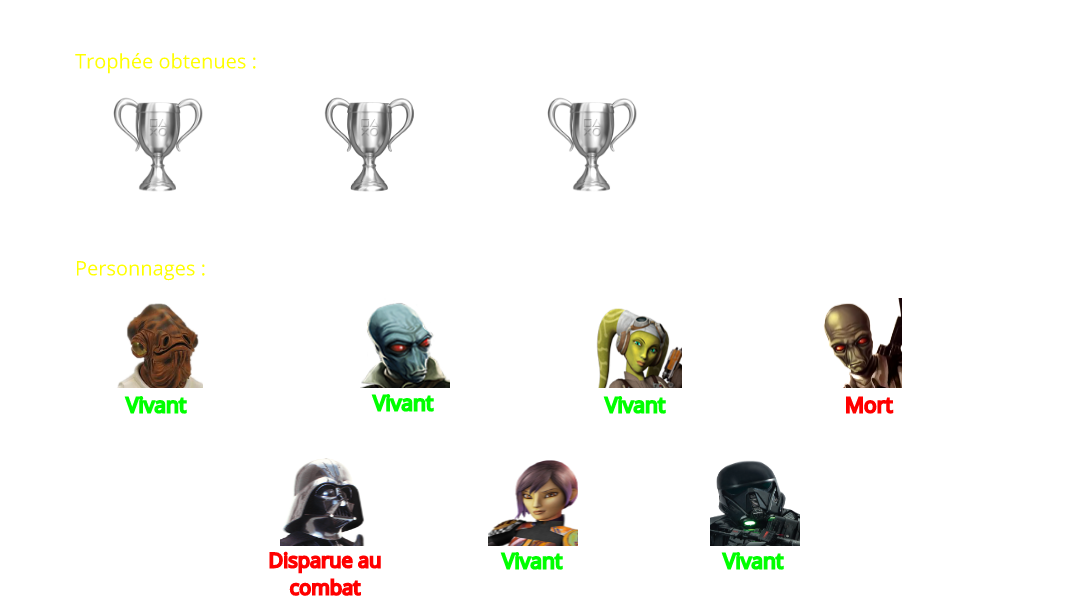 Trophée obtenues :
Personnages :
Vivant
Vivant
Vivant
Mort
Disparue au
combat
Vivant
Vivant